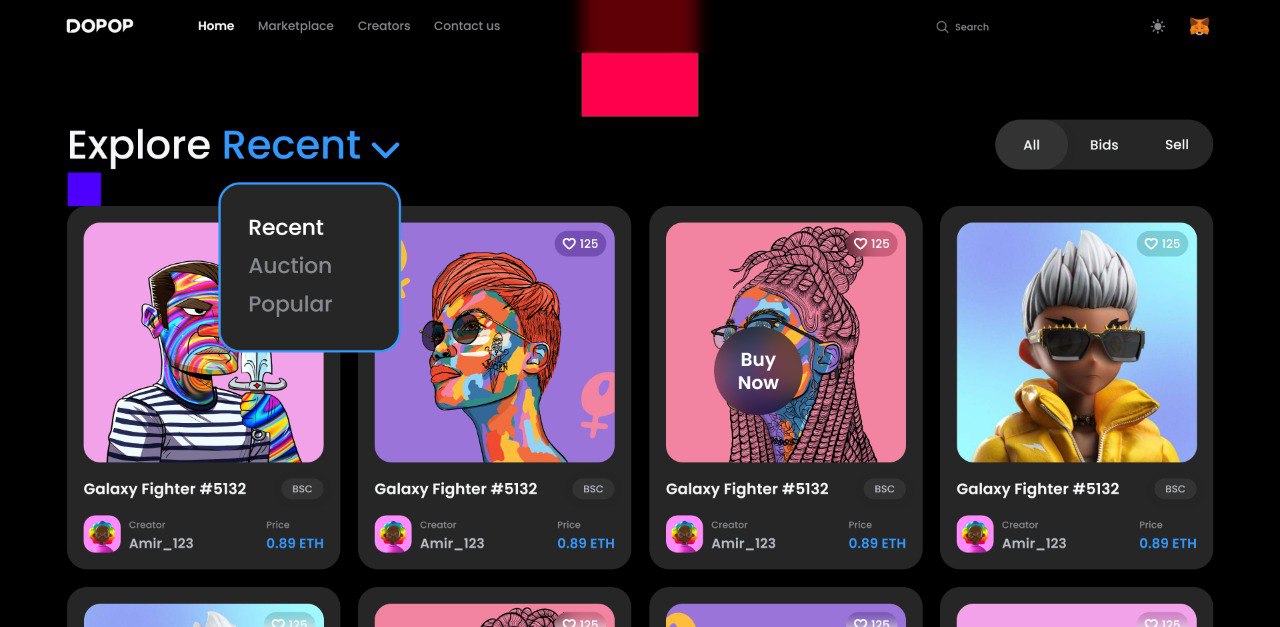 DOPOP
Home Marketplace Creators Contact us
Search
Explore Recent
All Bids Sell
Recent
Auction
Popular
125
125
125
Buy
Now
Galaxy Fighter #5132 BSC
Creator Price
Amir_123 0.89 ETH
Galaxy Fighter #5132 BSC
Creator Price
Amir_123 0.89 ETH
Galaxy Fighter #5132 BSC
Creator Price
Amir_123 0.89 ETH
Galaxy Fighter #5132 BSC
Creator Price
Amir_123 0.89 ETH
125
125
125
125